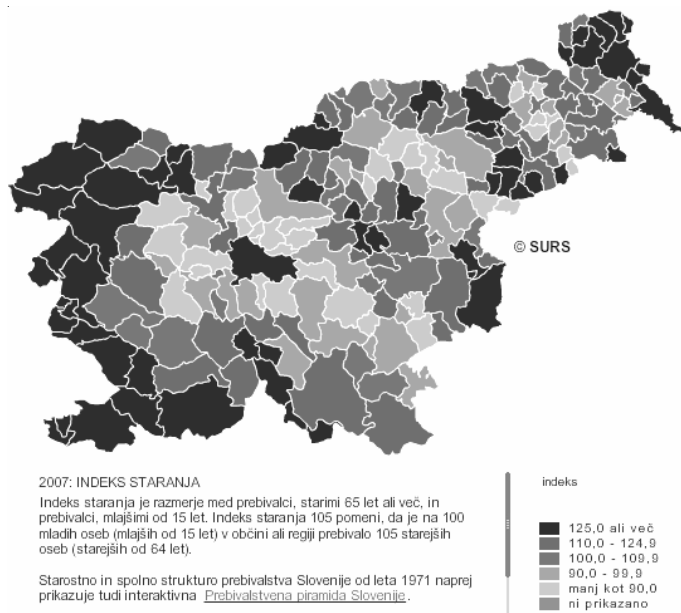 © SURS
2007: INDEKS STARANJA
Indeks staranja je razmerje med prebivalci, starimi 65 let ali več, in
prebivalci, mlajšimi od 15 let. Indeks staranja 105 pomeni, da je na 100
mladih oseb (mlajših od 15 let) v občini ali regiji prebivalo 105 starejših
oseb (starejših od 64 let).
Starostno in spolno strukturo prebivalstva Slovenije od leta 1971 naprej
prikazuje tudi interaktivna Prebivalstvena piramida Slovenije.
indeks
125,0 ali več
110,0 - 124,9
100,0 - 109,9
90,0 - 99,9
manj kot 90,0
ni prikazano